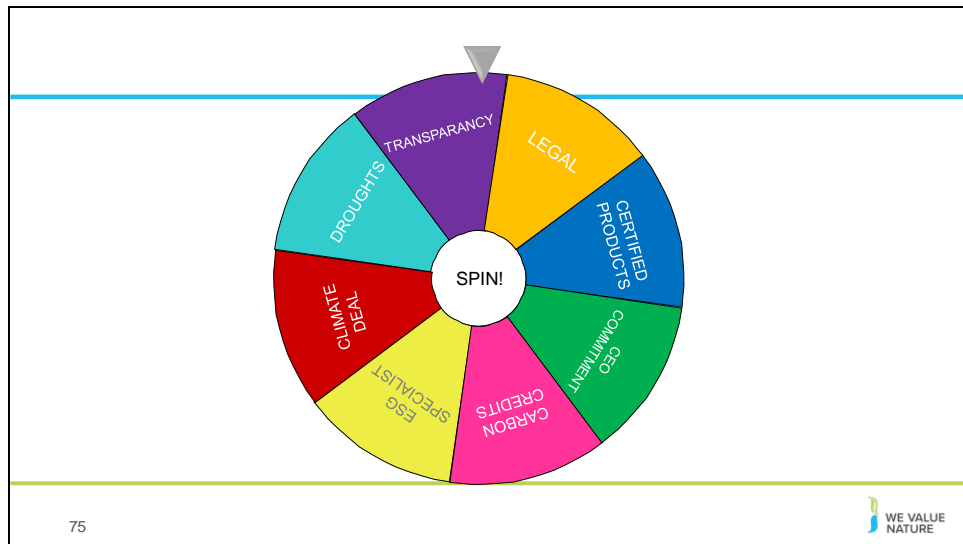 TRANSPARANCY
LEGAL
CERTIFIED
PRODUCTS
CEO
COMMITMENT
CARBON
CREDITS
ESG
SPECIALIST
CLIMATE
DEAL
DROUGHTS
SPIN!
75
WE VALUE
NATURE